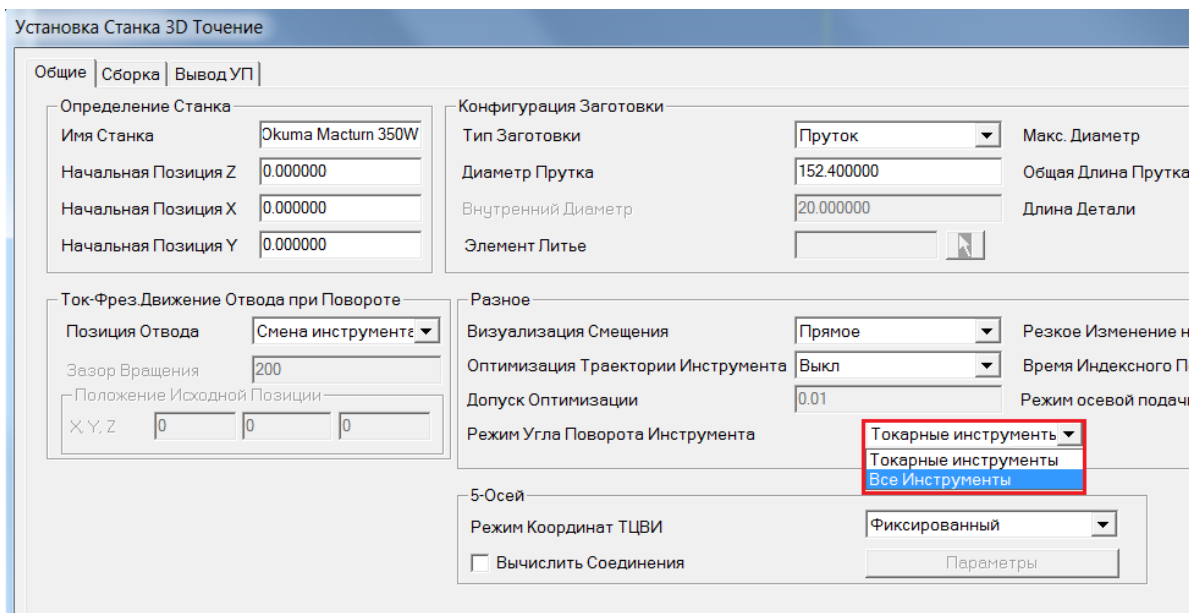 Установка Станка 3D Точение
Общие Сборка Вывод УП
Определение Станка
Имя Станка Okuma Macturn 350W
Начальная Позиция Z 0.000000
Начальная Позиция X 0.000000
Начальная Позиция Y 0.000000
Конфигурация Заготовки
Тип Заготовки Пруток Макс. Диаметр
Диаметр Прутка 152.400000 Общая Длина Прутка
Внутренний Диаметр 20.000000 Длина Детали
Элемент Литье
Ток-Фрез.Движение Отвода при Повороте
Позиция Отвода Смена инструмента
Зазор Вращения 200
Положение Исходной Позиции
X, Y, Z 0 0 0
Разное
Визуализация Смещения Прямое Резкое Изменение
Оптимизация Траектории Инструмента Выкл Время Индексного
Допуск Оптимизации 0.01 Режим осевой
Режим Угла Поворота Инструмента Токарные
Токарные инструменты
Все Инструменты
5-Осей
Режим Координат ТЦВИ Фиксированный
Вычислить Соединения Параметры